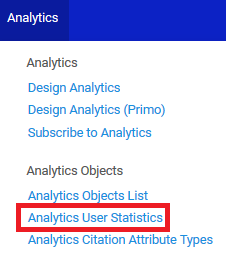 Analytics
Analytics
Design Analytics
Design Analytics (Primo)
Subscribe to Analytics
Analytics Objects
Analytics Objects List
Analytics User Statistics
Analytics Citation Attribute Types